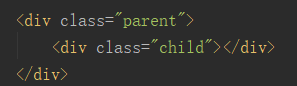 <div class="parent">
    <div class="child"></div>
</div>